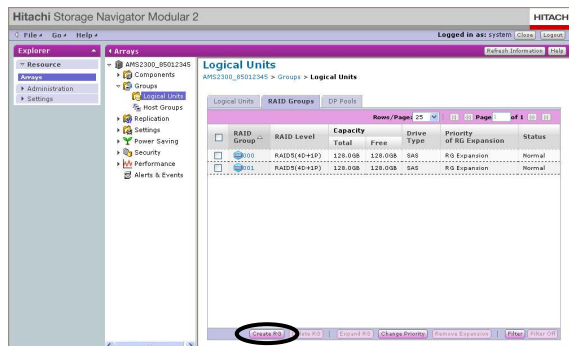 Hitachi Storage Navigator Modular 2
HITACHI
File Go Help
Logged in as: system Close Logout
Explorer
Arrays
Refresh Information Help
Resource
Arrays
Administration
Settings
AMS2300_85012345
Components
Groups
Logical Units
Host Groups
Replication
Settings
Power Saving
Security
Performance
Alerts & Events
Logical Units
AMS2300_85012345 > Groups > Logical Units
Logical Units RAID Groups DP Pools
Rows/Page: 25 Page 1 of 1
RAID Group RAID Level Capacity Total Free Drive Type Priority of RG Expansion Status
000 RAID5(4D+1P) 128.0GB 128.0GB SAS RG Expansion Normal
001 RAID5(4D+1P) 128.0GB 128.0GB SAS RG Expansion Normal
Create RG Delete RG Expand RG Change Priority Remove Expansion Filter Filter Off